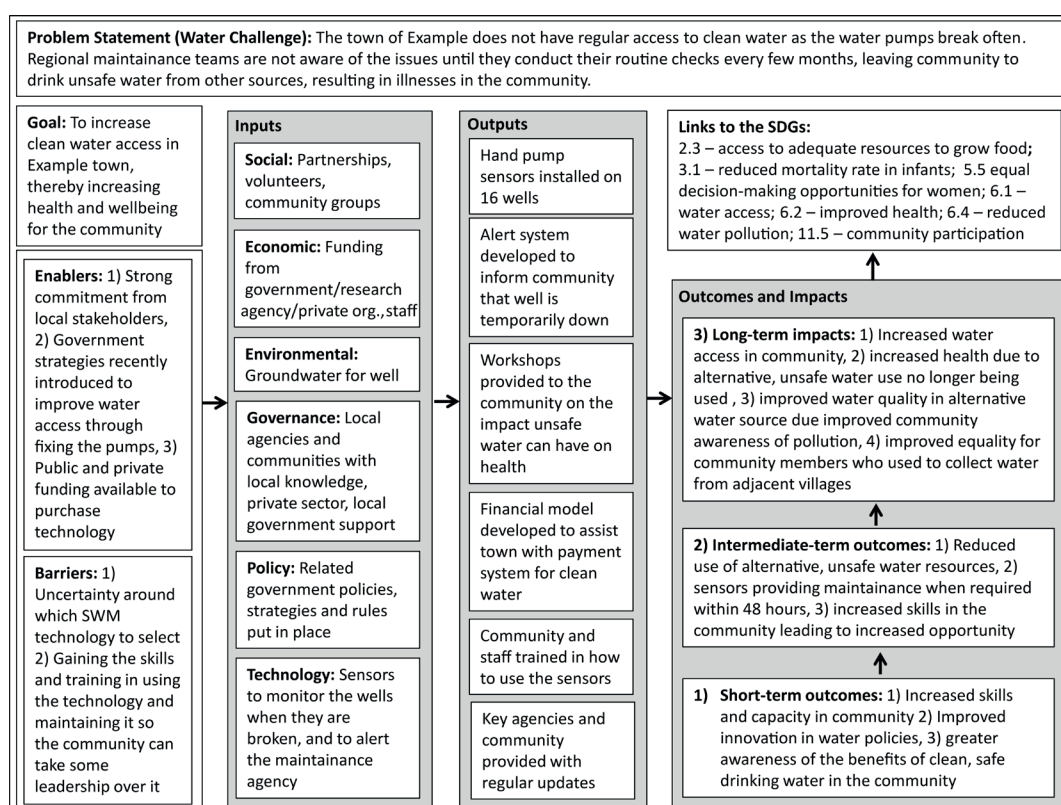 Problem Statement (Water Challenge): The town of Example does not have regular access to clean water as the water pumps break often.
Regional maintainance teams are not aware of the issues until they conduct their routine checks every few months, leaving community to
drink unsafe water from other sources, resulting in illnesses in the community.
Goal: To increase
clean water access in
Example town,
thereby increasing
health and wellbeing
for the community
Enablers: 1) Strong
commitment from
local stakeholders,
2) Government
strategies recently
introduced to
improve water
access through
fixing the pumps, 3)
Public and private
funding available to
purchase
technology
Barriers: 1)
Uncertainty around
which SWM
technology to select
2) Gaining the skills
and training in using
the technology and
maintaining it so
the community can
take some
leadership over it
Inputs
Social: Partnerships,
volunteers,
community groups
Economic: Funding
from
government/research
agency/private org., staff
Environmental:
Groundwater for well
Governance: Local
agencies and
communities with
local knowledge,
private sector, local
government support
Policy: Related
government policies,
strategies and rules
put in place
Technology: Sensors
to monitor the wells
when they are
broken, and to alert
the maintainance
agency
Outputs
Hand pump
sensors installed on
16 wells
Alert system
developed to
inform community
that well is
temporarily down
Workshops
provided to the
community on the
impact unsafe
water can have on
health
Financial model
developed to assist
town with payment
system for clean
water
Community and
staff trained in how
to use the sensors
Key agencies and
community
provided with
regular updates
Links to the SDGs:
2.3 – access to adequate resources to grow food;
3.1 – reduced mortality rate in infants; 5.5 equal
decision-making opportunities for women; 6.1 –
water access; 6.2 – improved health; 6.4 – reduced
water pollution; 11.5 – community participation
Outcomes and Impacts
3) Long-term impacts: 1) Increased water
access in community, 2) increased health due to
alternative, unsafe water use no longer being
used , 3) improved water quality in alternative
water source due improved community
awareness of pollution, 4) improved equality for
community members who used to collect water
from adjacent villages
2) Intermediate-term outcomes: 1) Reduced
use of alternative, unsafe water resources, 2)
sensors providing maintainance when required
within 48 hours, 3) increased skills in the
community leading to increased opportunity
1) Short-term outcomes: 1) Increased skills
and capacity in community 2) Improved
innovation in water policies, 3) greater
awareness of the benefits of clean, safe
drinking water in the community